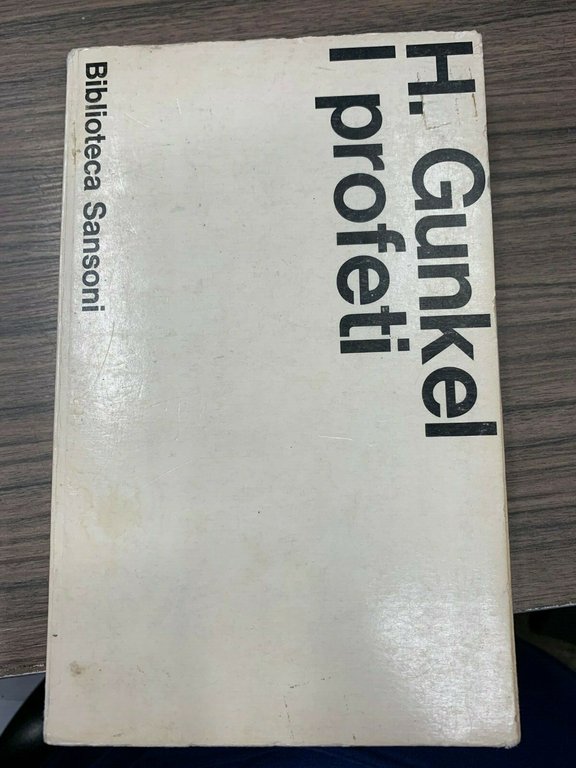 H. Gunkel
I profeti
Biblioteca Sansoni